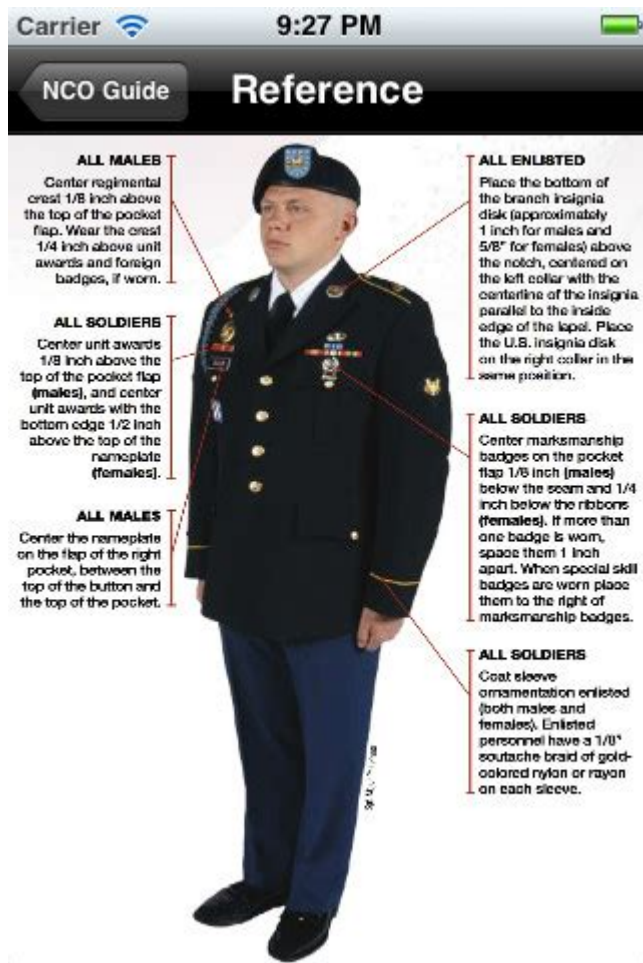 Carrier
9:27 PM
NCO Guide
Reference
ALL MALES
Center regimental
crest 1/8 inch above
the top of the pocket
flap. Wear the crest
1/4 inch above unit
awards and foreign
badges, if worn.
ALL SOLDIERS
Center unit awards
1/8 inch above the
top of the pocket flap
(males), and center
unit awards with the
bottom edge 1/2 inch
above the top of the
nameplate
(females).
ALL MALES
Center the nameplate
on the flap of the right
pocket, between the
top of the button and
the top of the pocket.
ALL ENLISTED
Place the bottom of
the branch insignia
disk (approximately
1 inch for males and
5/8" for females) above
the notch, centered on
the left collar with the
centerline of the insignia
parallel to the inside
edge of the lapel. Place
the U.S. insignia disk
on the right collar in the
same position.
ALL SOLDIERS
Center marksmanship
badges on the pocket
flap 1/8 inch (males)
below the seam and 1/4
inch below the ribbons
(females). If more than
one badge is worn,
space them 1 inch
apart. When special skill
badges are worn place
them to the right of
marksmanship badges.
ALL SOLDIERS
Coat sleeve
ornamentation enlisted
(both males and
females). Enlisted
personnel have a 1/8"
soutache braid of gold-
colored nylon or rayon
on each sleeve.